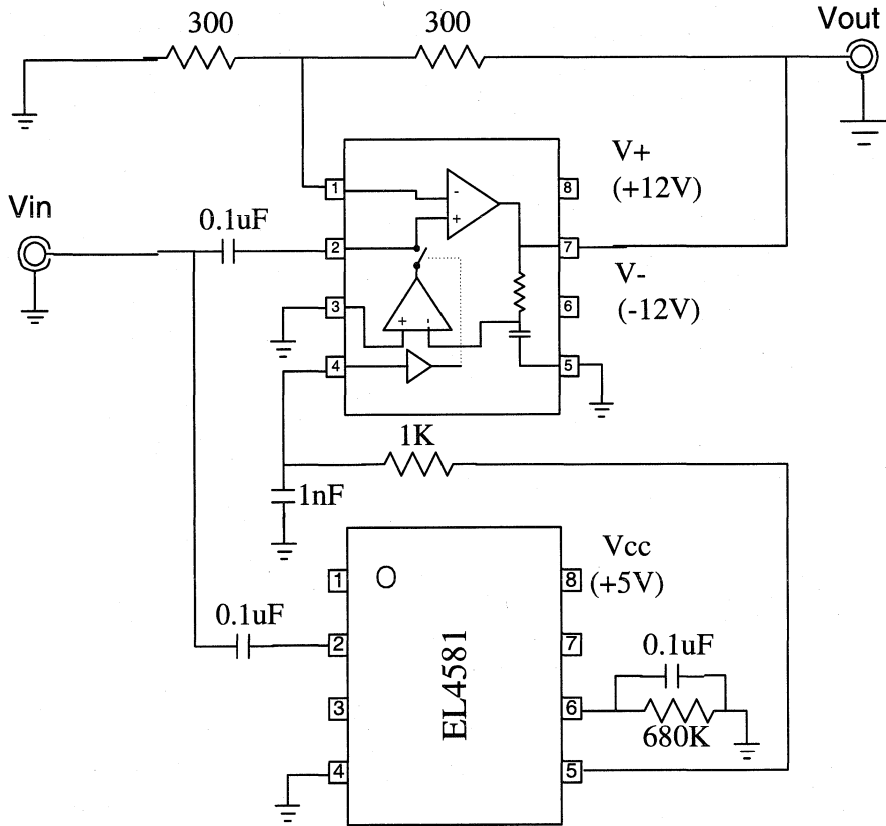 300
300
Vout
V+
(+12V)
1
8
-
+
Vin
0.1uF
2
7
V-
(-12V)
3
6
+
-
4
5
1K
1nF
1
8
Vcc
(+5V)
0.1uF
2
7
0.1uF
EL4581
3
6
680K
4
5